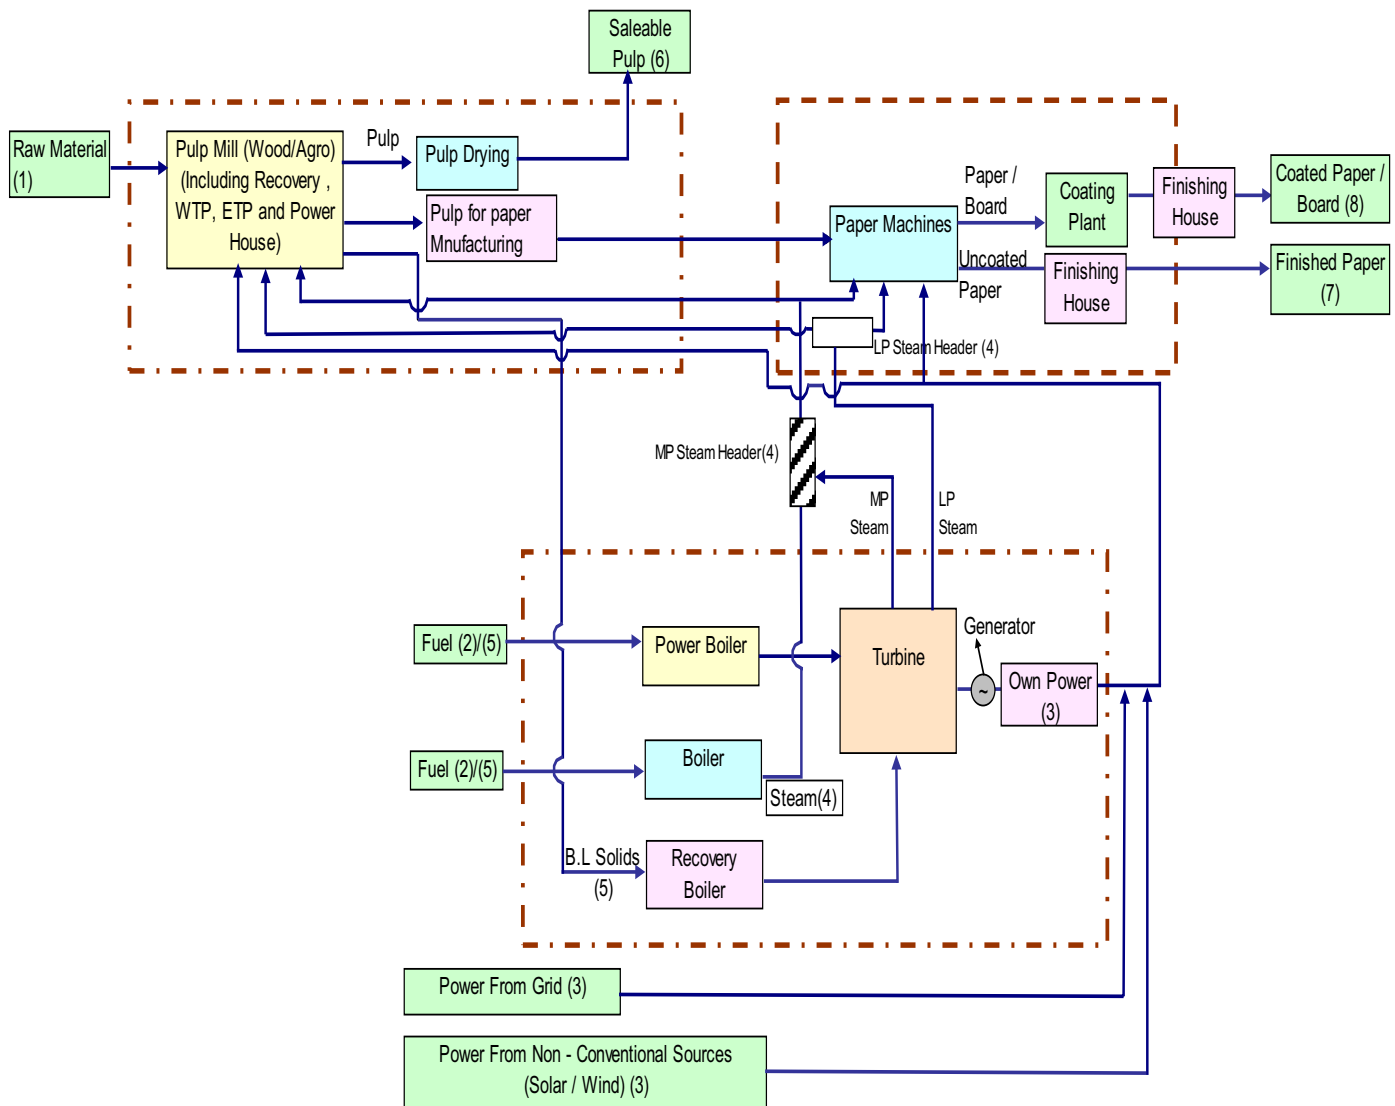 Saleable
Pulp (6)
Raw Material
(1)
Pulp Mill (Wood/Agro)
(Including Recovery ,
WTP, ETP and Power
House)
Pulp
Pulp Drying
Pulp for paper
Mnufacturing
Paper Machines
Paper /
Board
Coating
Plant
Finishing
House
Coated Paper /
Board (8)
Uncoated
Paper
Finishing
House
Finished Paper
(7)
LP Steam Header (4)
MP Steam Header(4)
MP
Steam
LP
Steam
Fuel (2)/(5)
Power Boiler
Turbine
Generator
~
Own Power
(3)
Fuel (2)/(5)
Boiler
Steam(4)
B.L Solids
(5)
Recovery
Boiler
Power From Grid (3)
Power From Non - Conventional Sources
(Solar / Wind) (3)